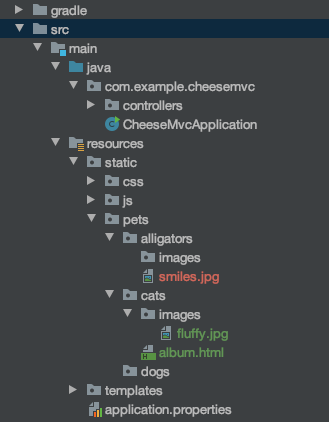 gradle
src
main
java
com.example.cheesemvc
controllers
CheeseMvcApplication
resources
static
css
js
pets
alligators
images
smiles.jpg
cats
images
fluffy.jpg
album.html
dogs
templates
application.properties